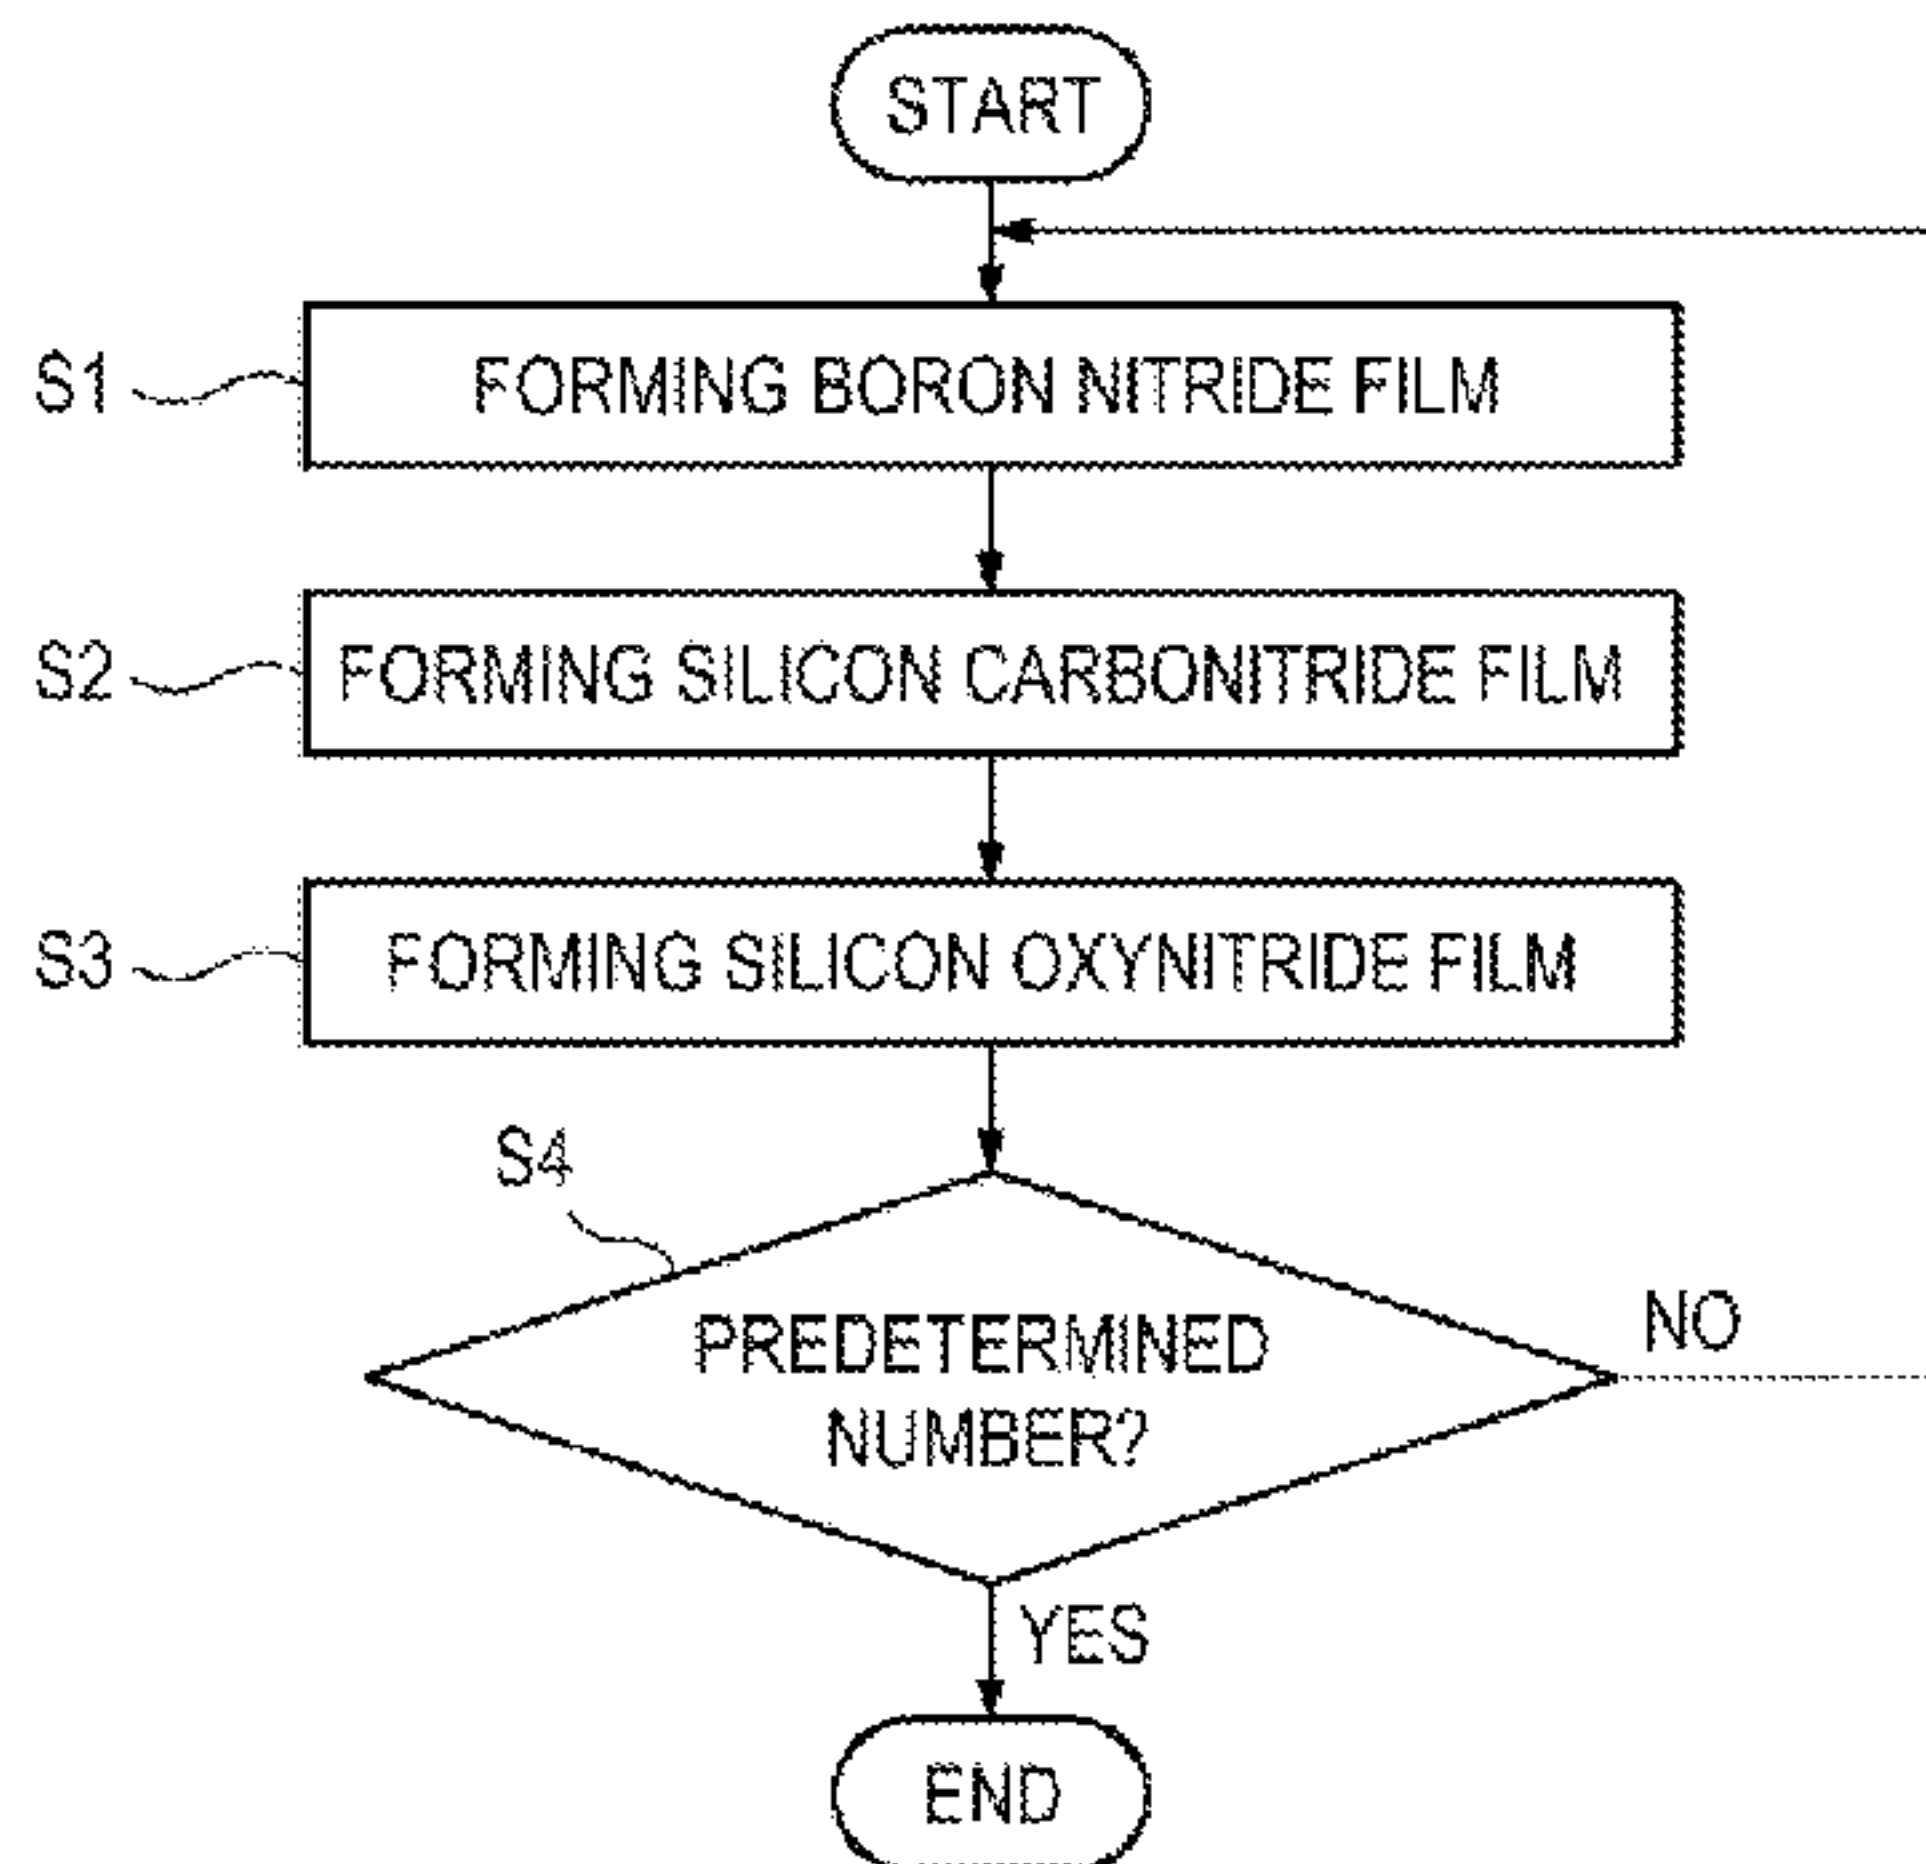 START
S1 FORMING BORON NITRIDE FILM
S2 FORMING SILICON CARBONITRIDE FILM
S3 FORMING SILICON OXYNITRIDE FILM
S4
PREDETERMINED
NUMBER?
NO
YES
END